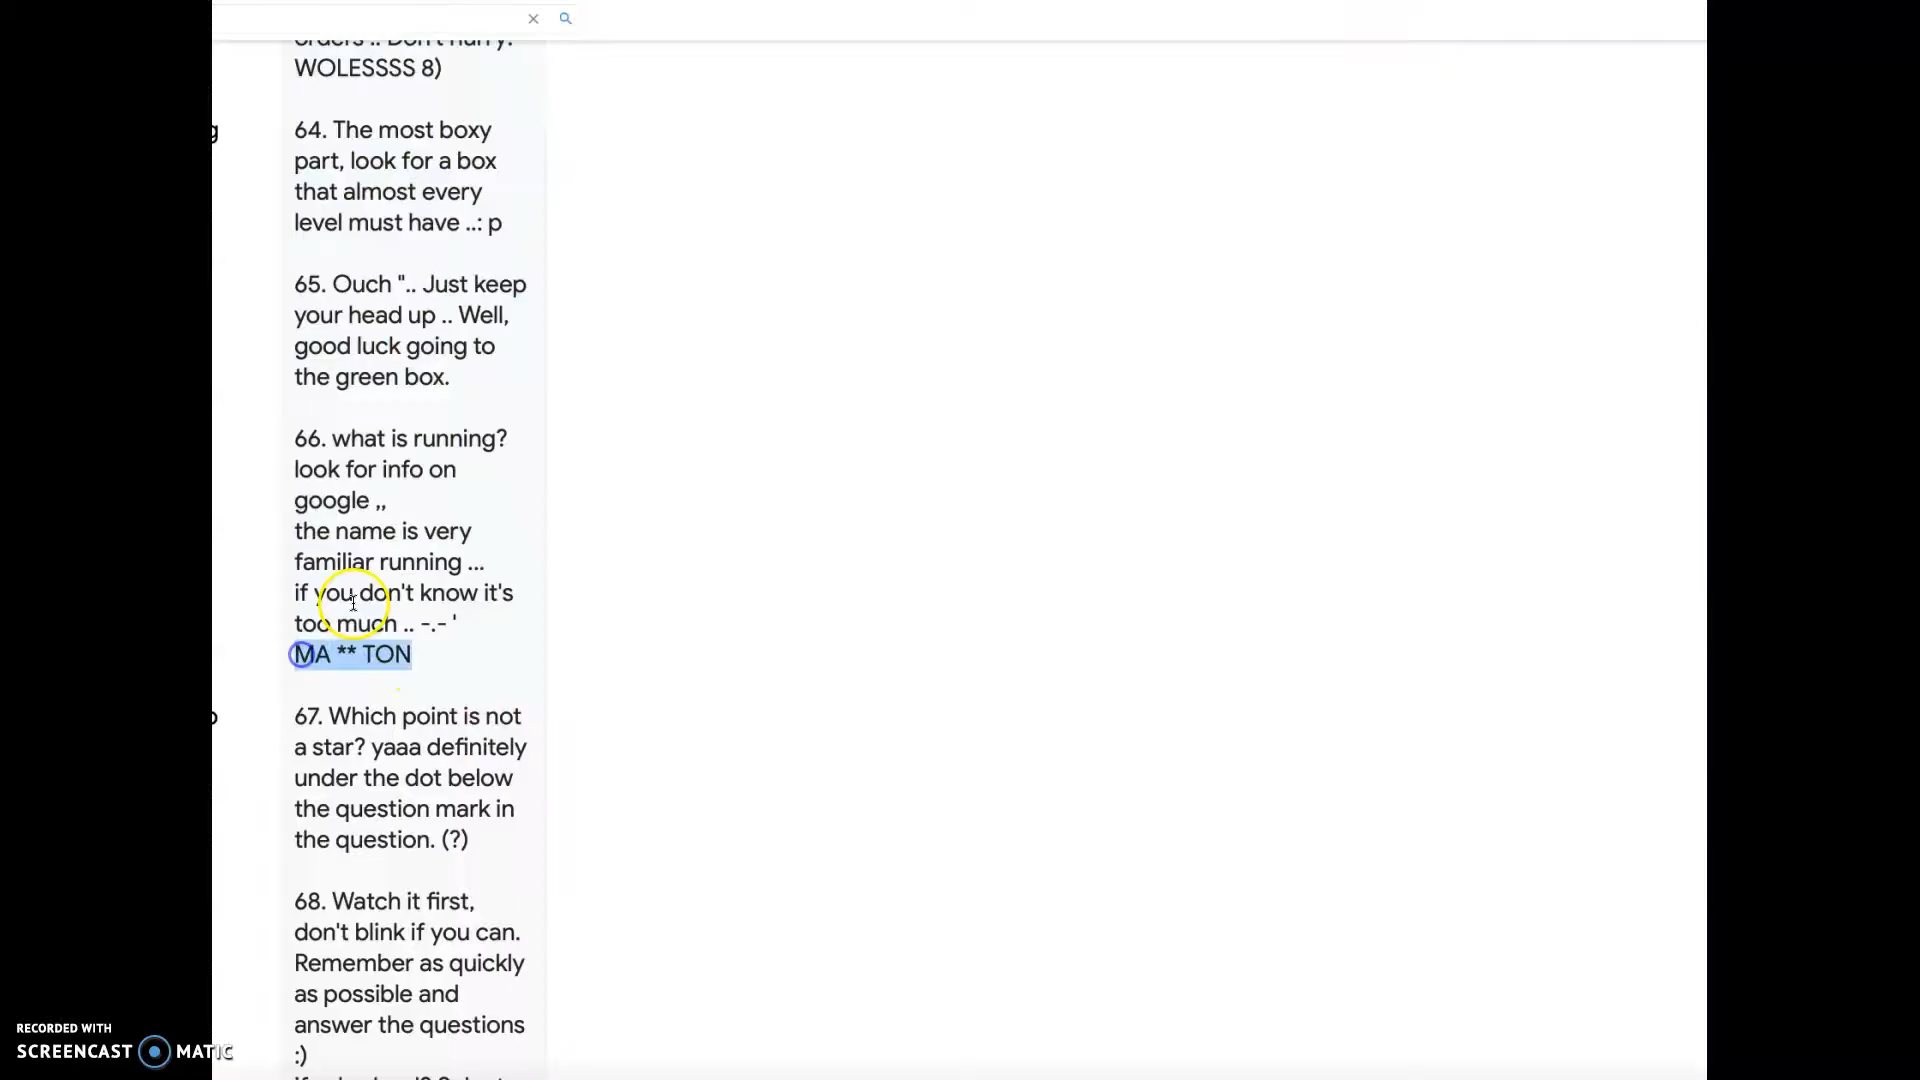 WOLESSSS 8)
64. The most boxy
part, look for a box
that almost every
level must have ..: p
65. Ouch ".. Just keep
your head up .. Well,
good luck going to
the green box.
66. what is running?
look for info on
google ,,
the name is very
familiar running ...
if you don't know it's
too much .. -.- '
MA ** TON
67. Which point is not
a star? yaaa definitely
under the dot below
the question mark in
the question. (?)
68. Watch it first,
don't blink if you can.
Remember as quickly
as possible and
answer the questions
:)
RECORDED WITH
SCREENCAST MATIC